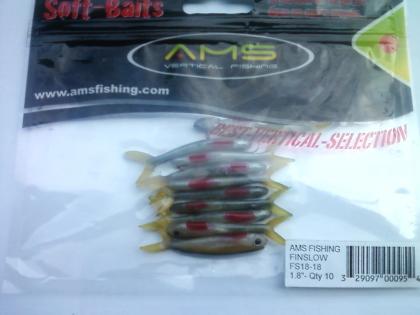 Soft-Baits
AMS
VERTICAL FISHING
www.amsfishing.com
BEST-VERTICAL-SELECTION
AMS FISHING
FINSLOW
FS18-18
1.8"- Qty 10
3 29097 00095 4